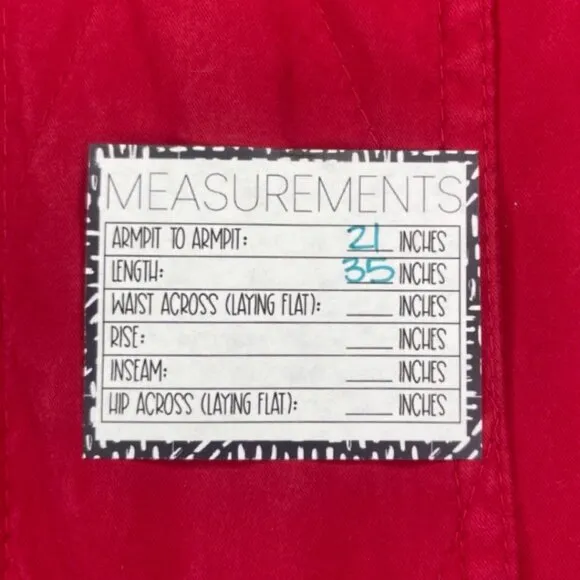 MEASUREMENTS
ARMPIT TO ARMPIT: 21 INCHES
LENGTH: 35 INCHES
WAIST ACROSS (LAYING FLAT): ____ INCHES
RISE: ____ INCHES
INSEAM: ____ INCHES
HIP ACROSS (LAYING FLAT): ____ INCHES